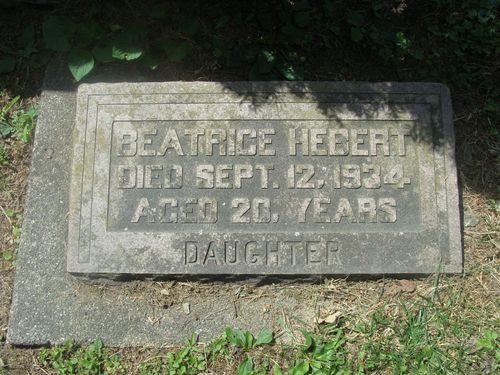 BEATRICE HEBERT
DIED SEPT. 12, 1934
AGED 20, YEARS
DAUGHTER